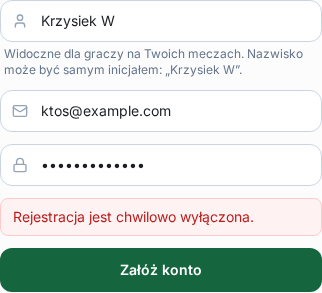 Krzysiek W
Widoczne dla graczy na Twoich meczach. Nazwisko
może być samym inicjałem: „Krzysiek W”.
ktos@example.com
•••••••••••••
Rejestracja jest chwilowo wyłączona.
Załóż konto